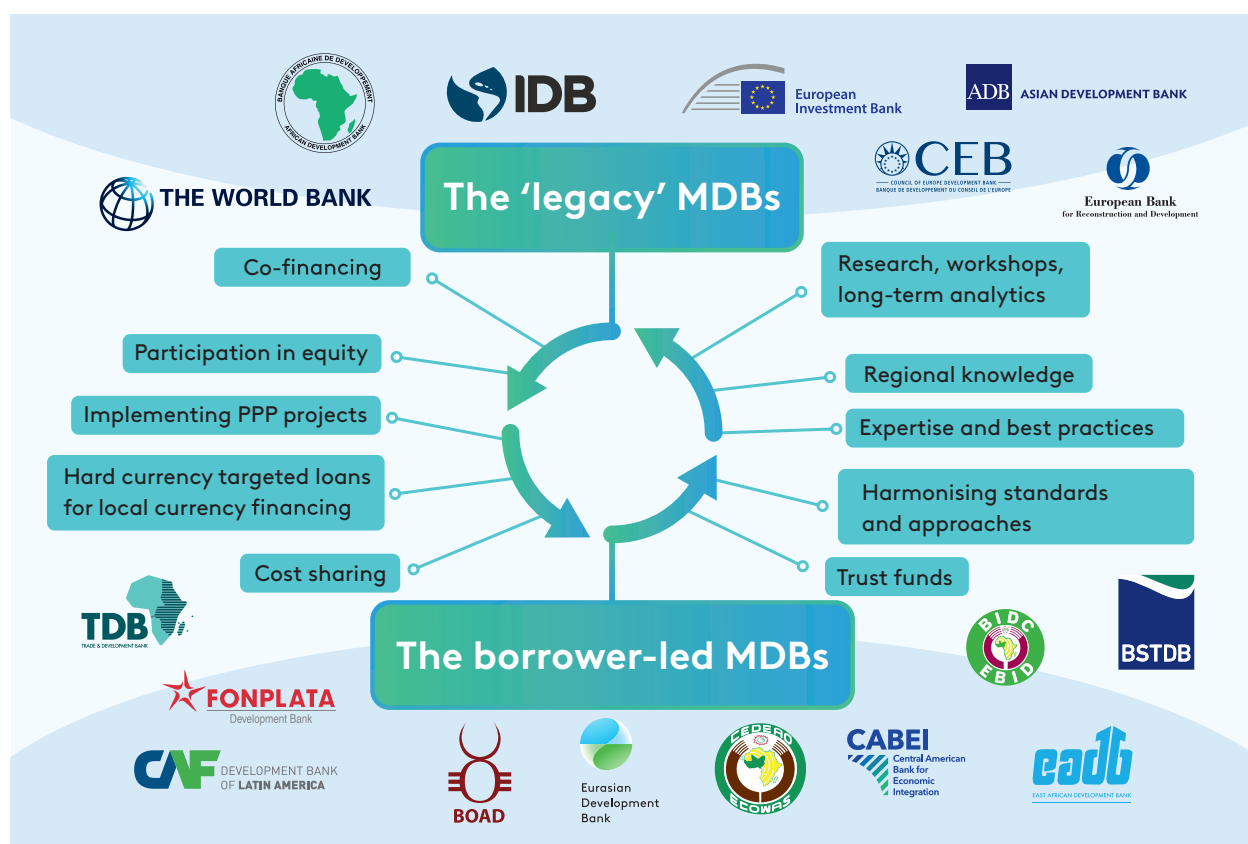 BANQUE AFRICAINE DE DEVELOPPEMENT
AFRICAN DEVELOPMENT BANK
IDB
European
Investment Bank
ADB
ASIAN DEVELOPMENT BANK
THE WORLD BANK
The ‘legacy’ MDBs
CEB
COUNCIL OF EUROPE DEVELOPMENT BANK
BANQUE DE DÉVELOPPEMENT DU CONSEIL DE L'EUROPE
European Bank
for Reconstruction and Development
Co-financing
Participation in equity
Implementing PPP projects
Hard currency targeted loans
for local currency financing
Cost sharing
Research, workshops,
long-term analytics
Regional knowledge
Expertise and best practices
Harmonising standards
and approaches
Trust funds
The borrower-led MDBs
TDB
TRADE & DEVELOPMENT BANK
FONPLATA
Development Bank
CAF
DEVELOPMENT BANK
OF LATIN AMERICA
BOAD
Eurasian
Development
Bank
CEDEAO
ECOWAS
CABEI
Central American
Bank for
Economic
Integration
eadb
EAST AFRICAN DEVELOPMENT BANK
BIDC
EBID
BSTDB